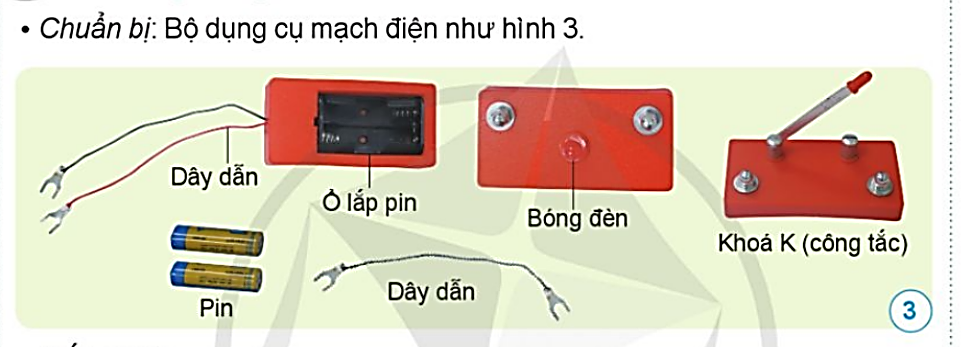 • Chuẩn bị: Bộ dụng cụ mạch điện như hình 3.
Dây dẫn
Ổ lắp pin
Bóng đèn
Khoá K (công tắc)
Pin
Dây dẫn
3